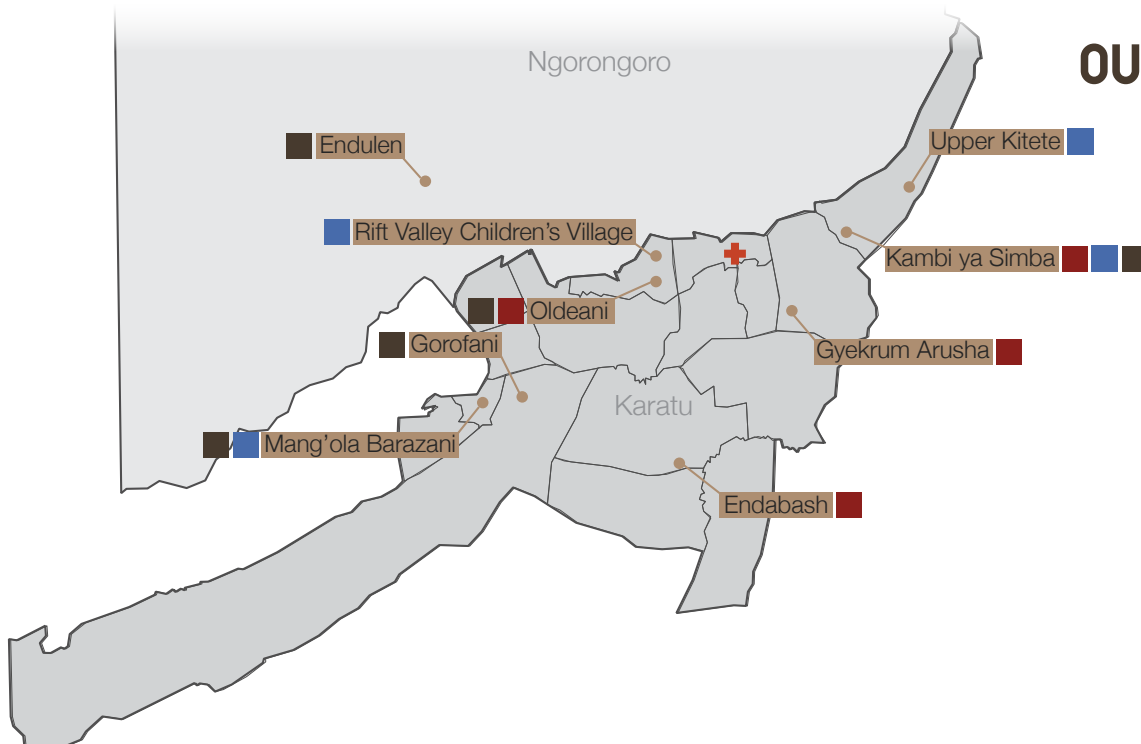 Ngorongoro
OU
Endulen
Upper Kitete
Rift Valley Children's Village
Kambi ya Simba
Oldeani
Gorofani
Gyekrum Arusha
Karatu
Mang'ola Barazani
Endabash